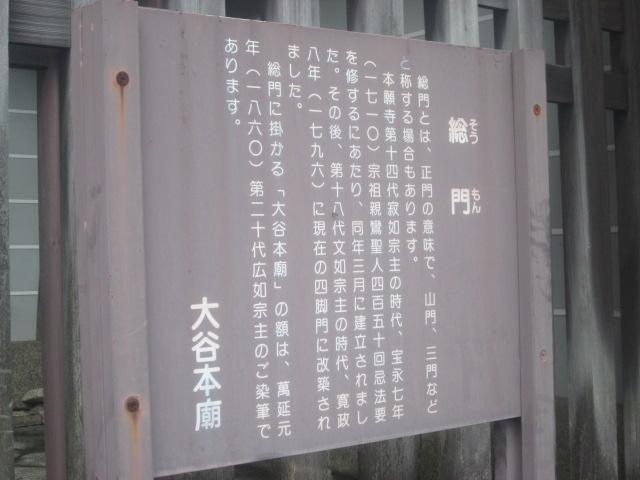 総門
そうもん
総門とは、正門の意味で、山門、三門など
と称する場合もあります。
本願寺第十四代寂如宗主の時代、宝永七年
（一七一〇）宗祖親鸞聖人四百五十回忌法要
を修するにあたり、同年三月に建立されまし
た。その後、第十八代文如宗主の時代、寛政
八年（一七九六）に現在の四脚門に改築され
ました。
総門に掛かる「大谷本廟」の額は、萬延元
年（一八六〇）第二十代広如宗主のご染筆で
あります。
大谷本廟